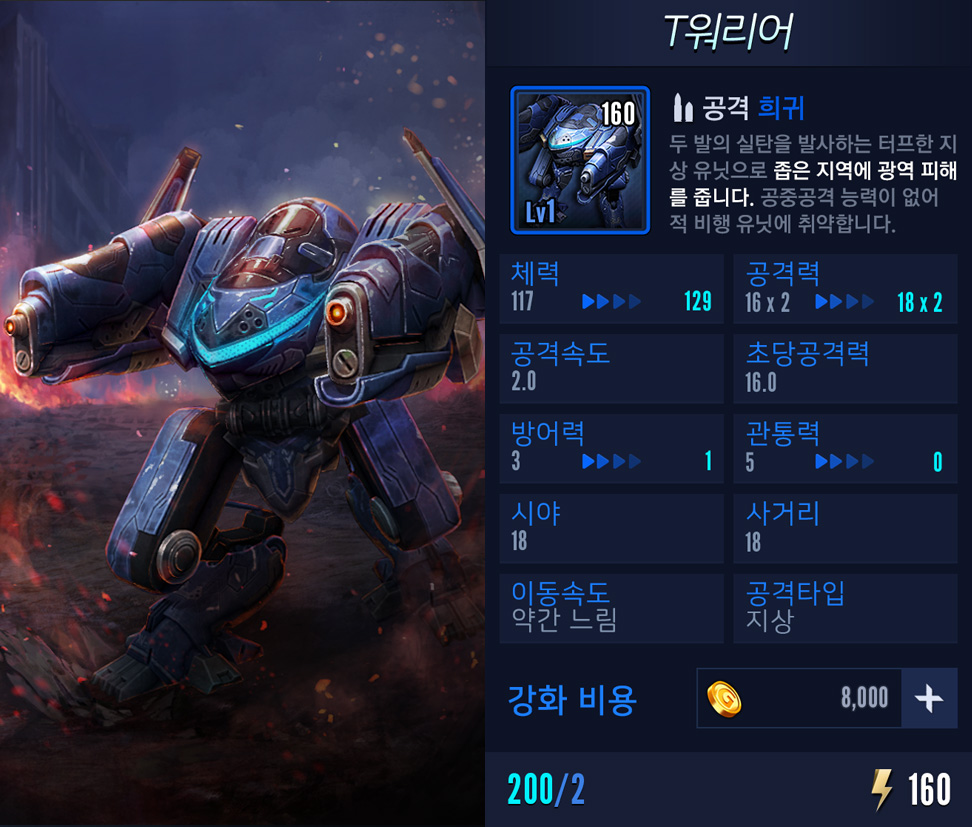 T워리어
160
Lv1
공격 희귀
두 발의 실탄을 발사하는 터프한 지
상 유닛으로 좁은 지역에 광역 피해
를 줍니다. 공중공격 능력이 없어
적 비행 유닛에 취약합니다.
체력
117 129
공격력
16 x 2 18 x 2
공격속도
2.0
초당공격력
16.0
방어력
3 1
관통력
5 0
시야
18
사거리
18
이동속도
약간 느림
공격타입
지상
강화 비용 8,000 +
200/2 160